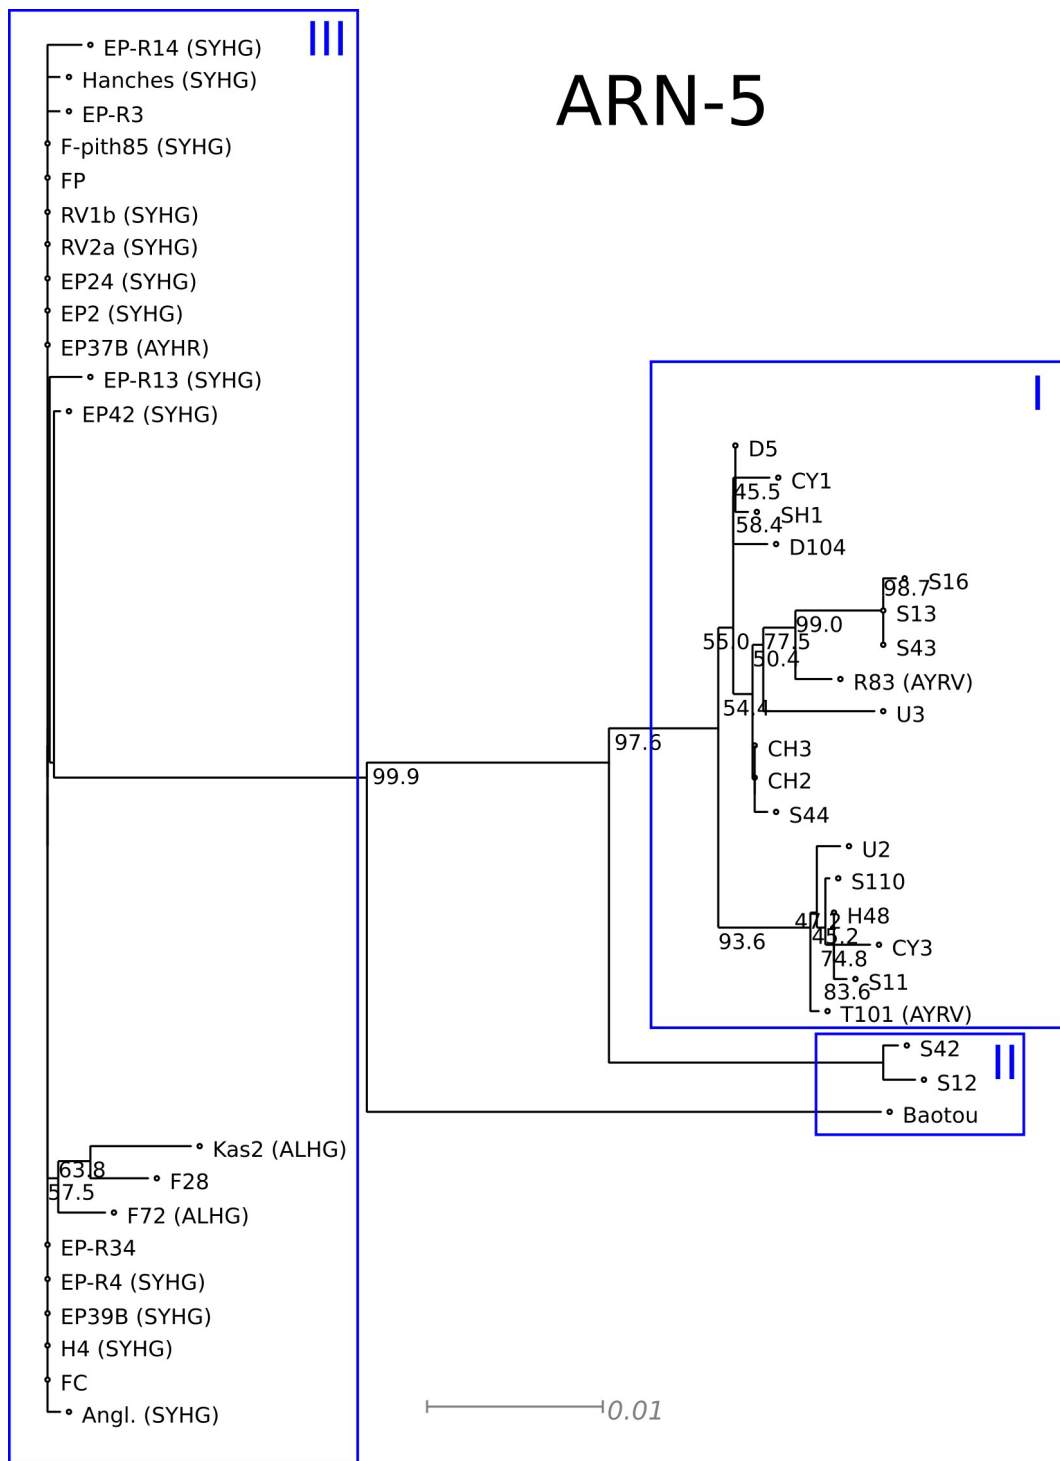 III
EP-R14 (SYHG)
Hanches (SYHG)
EP-R3
F-pith85 (SYHG)
FP
RV1b (SYHG)
RV2a (SYHG)
EP24 (SYHG)
EP2 (SYHG)
EP37B (AYHR)
EP-R13 (SYHG)
EP42 (SYHG)
63.8
57.5
Kas2 (ALHG)
F28
F72 (ALHG)
EP-R34
EP-R4 (SYHG)
EP39B (SYHG)
H4 (SYHG)
FC
Angl. (SYHG)
ARN-5
99.9
97.6
I
D5
CY1
45.5
SH1
58.4
D104
S16
98.7
S13
99.0
S43
55.0
77.5
50.4
R83 (AYRV)
54.4
U3
CH3
CH2
S44
U2
S110
H48
47.2
45.2
93.6
CY3
74.8
S11
83.6
T101 (AYRV)
II
S42
S12
Baotou
0.01